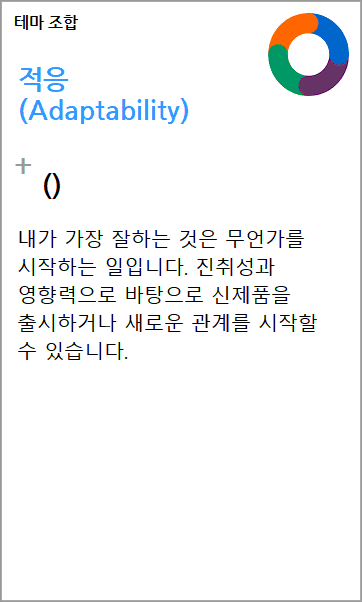 테마 조합
적응
(Adaptability)
+
()
내가 가장 잘하는 것은 무언가를
시작하는 일입니다. 진취성과
영향력으로 바탕으로 신제품을
출시하거나 새로운 관계를 시작할
수 있습니다.